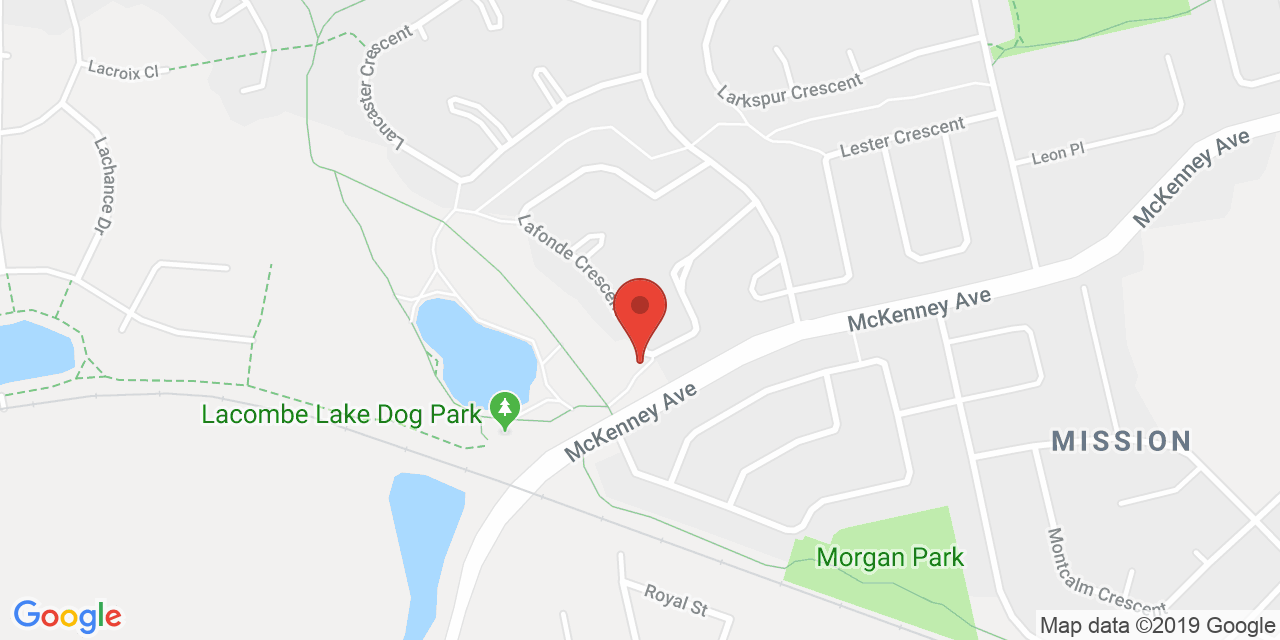 Lacroix Cl
Lancaster Crescent
Larkspur Crescent
Lester Crescent
Leon Pl
McKenney Ave
Lachance Dr
Lafonde Crescent
McKenney Ave
Lacombe Lake Dog Park
McKenney Ave
MISSION
Morgan Park
Montcalm Crescent
Royal St
Google
Map data ©2019 Google